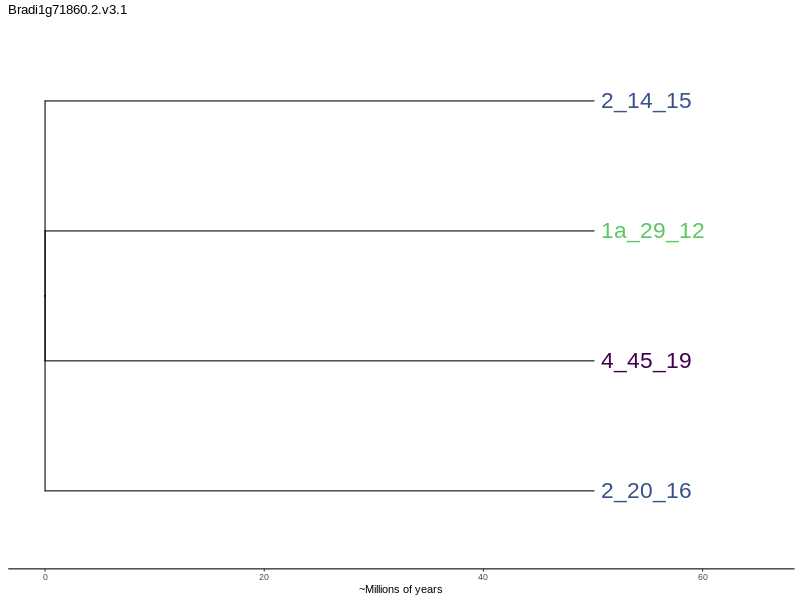 Bradi1g71860.2.v3.1
2_14_15
1a_29_12
4_45_19
2_20_16
0 20 40 60
~Millions of years